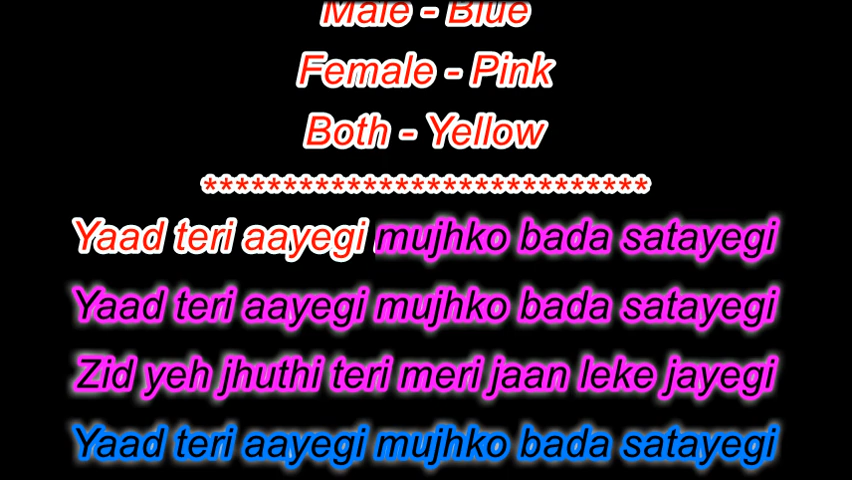 Male - Blue
Female - Pink
Both - Yellow
****************************
Yaad teri aayegi mujhko bada satayegi
Yaad teri aayegi mujhko bada satayegi
Zid yeh jhuthi teri meri jaan leke jayegi
Yaad teri aayegi mujhko bada satayegi